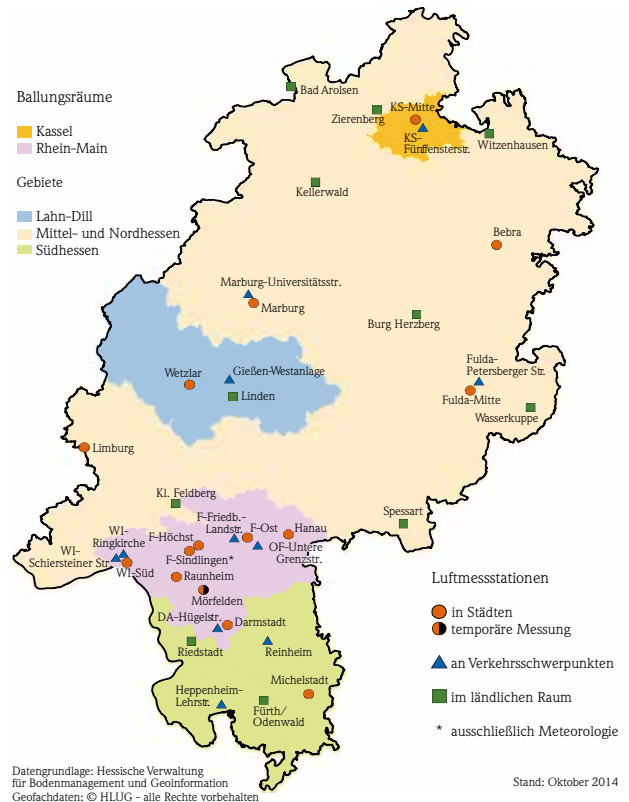 Ballungsräume
Kassel
Rhein-Main
Gebiete
Lahn-Dill
Mittel- und Nordhessen
Südhessen
Bad Arolsen
Zierenberg
KS-Mitte
KS-
Fünffensterstr.
Witzenhausen
Kellerwald
Bebra
Marburg-Universitätsstr.
Marburg
Burg Herzberg
Wetzlar
Gießen-Westanlage
Linden
Fulda-
Petersberger Str.
Fulda-Mitte
Wasserkuppe
Limburg
Kl. Feldberg
Spessart
WI-
Ringkirche
WI-
Schiersteiner Str.
WI-Süd
F-Höchst
F-Friedb.-
Landstr.
F-Ost
Hanau
F-Sindlingen*
OF-Untere
Grenzstr.
Raunheim
Mörfelden
DA-Hügelstr.
Darmstadt
Riedstadt
Reinheim
Heppenheim-
Lehrstr.
Fürth/
Odenwald
Michelstadt
Luftmessstationen
in Städten
temporäre Messung
an Verkehrsschwerpunkten
im ländlichen Raum
* ausschließlich Meteorologie
Datengrundlage: Hessische Verwaltung
für Bodenmanagement und Geoinformation
Geofachdaten: © HLUG - alle Rechte vorbehalten
Stand: Oktober 2014